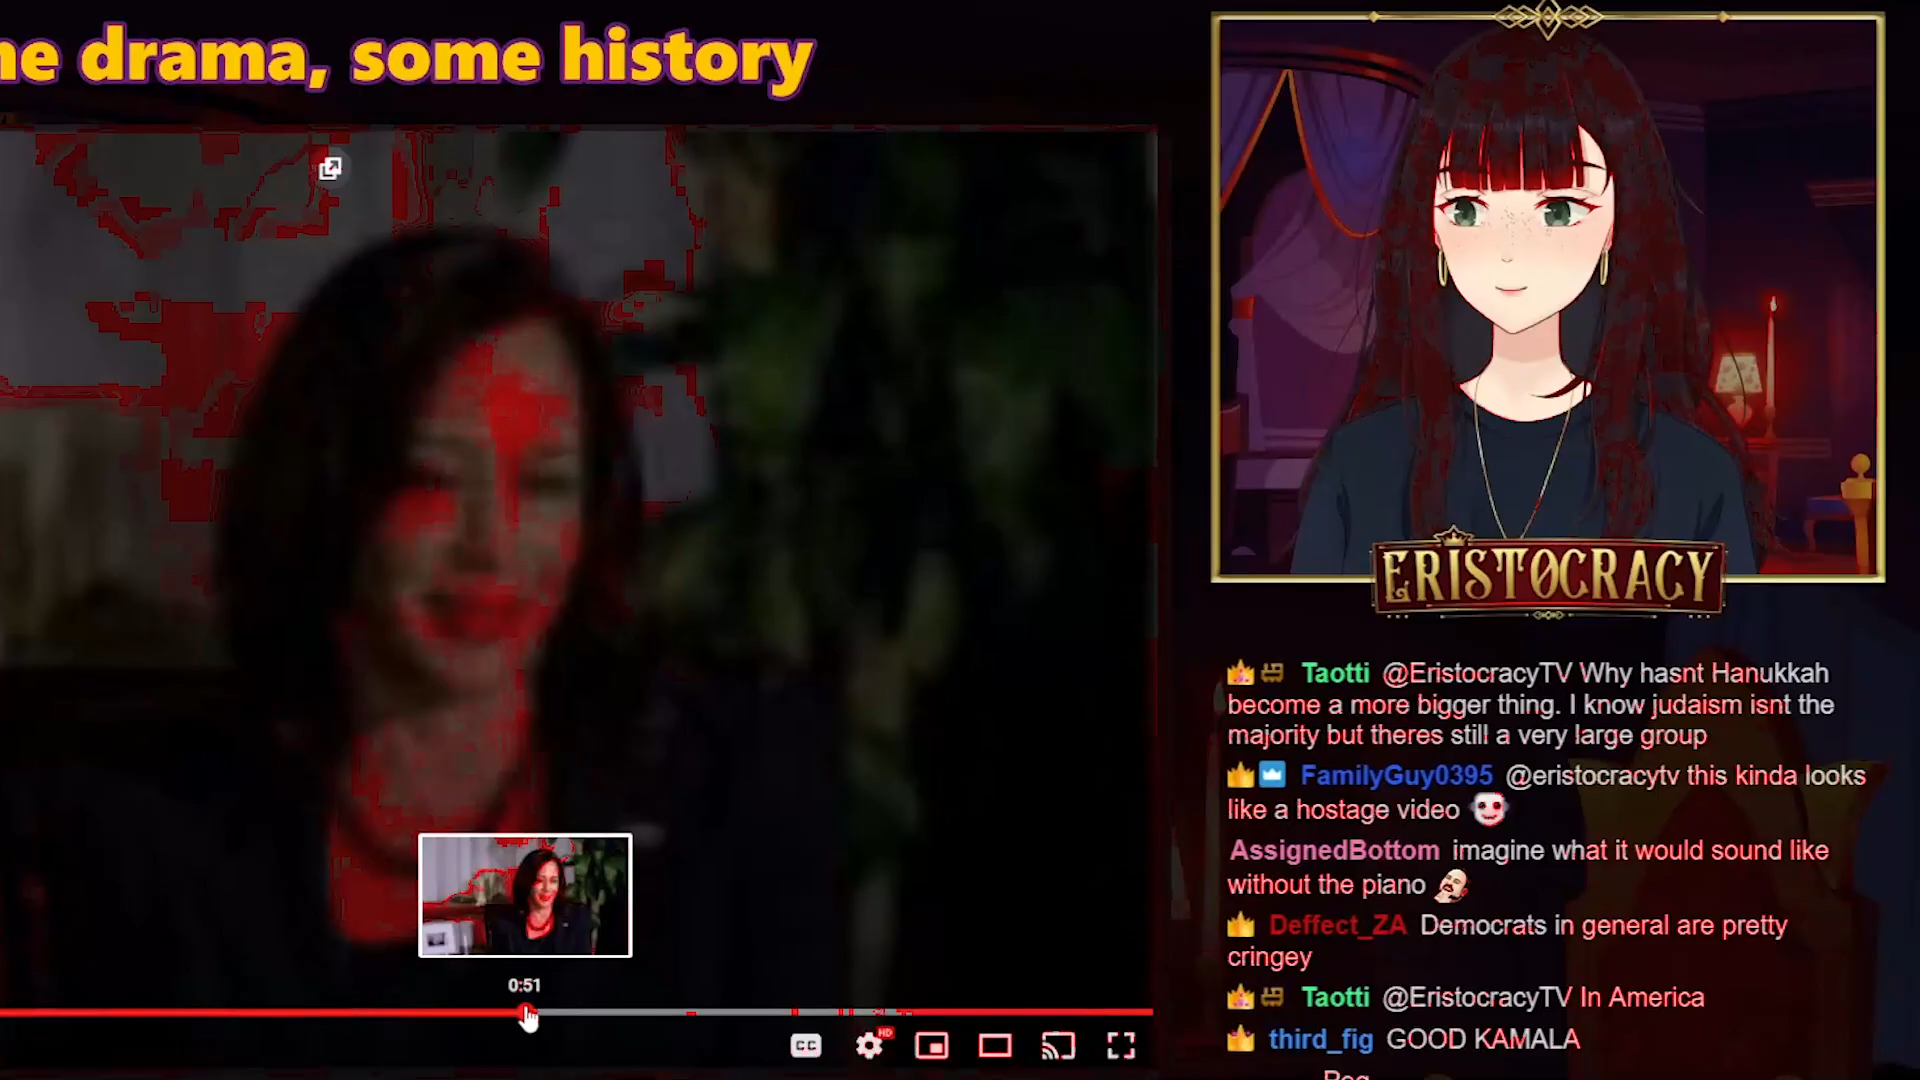 ne drama, some history
ERISTOCRACY
Taotti @EristocracyTV Why hasnt Hanukkah
become a more bigger thing. I know judaism isnt the
majority but theres still a very large group
FamilyGuy0395 @eristocracytv this kinda looks
like a hostage video
AssignedBottom imagine what it would sound like
without the piano
Deffect_ZA Democrats in general are pretty
cringey
Taotti @EristocracyTV In America
third_fig GOOD KAMALA
0:51
CC HD